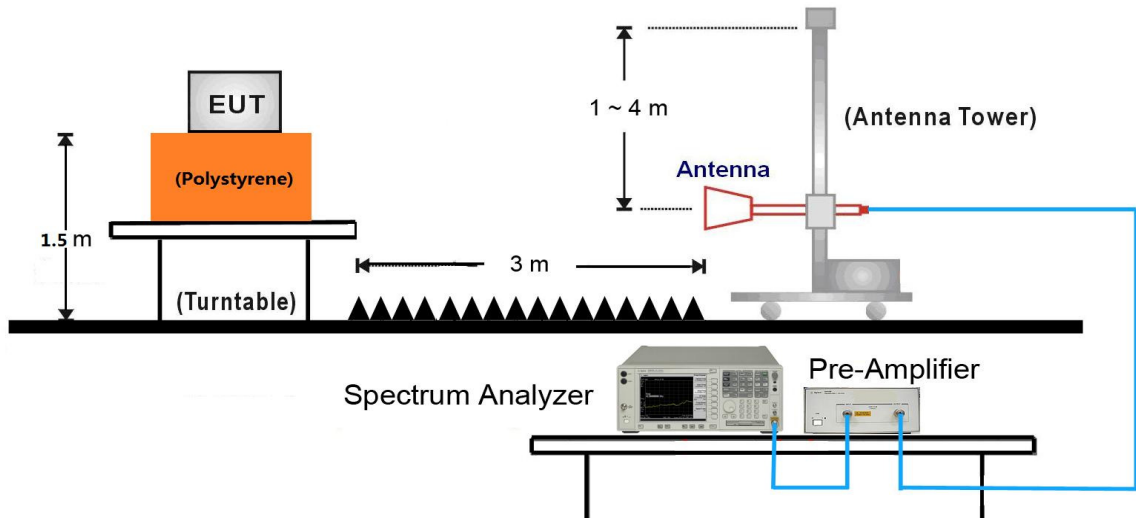 EUT
(Polystyrene)
1.5 m
(Turntable)
3 m
1 ~ 4 m
Antenna
(Antenna Tower)
Spectrum Analyzer
Pre-Amplifier